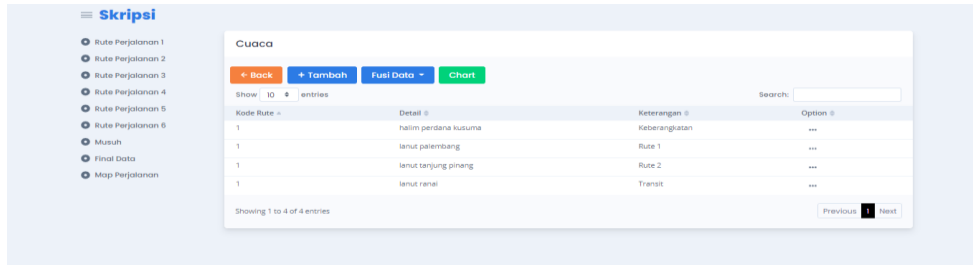 Skripsi
Rute Perjalanan 1
Rute Perjalanan 2
Rute Perjalanan 3
Rute Perjalanan 4
Rute Perjalanan 5
Rute Perjalanan 6
Musuh
Final Data
Map Perjalanan
Cuaca
← Back + Tambah Fusi Data Chart
Show 10 entries Search:
Kode Rute Detail Keterangan Option
1 halim perdana kusuma Keberangkatan ...
1 lanut palembang Rute 1 ...
1 lanut tanjung pinang Rute 2 ...
1 lanut ranai Transit ...
Showing 1 to 4 of 4 entries Previous 1 Next